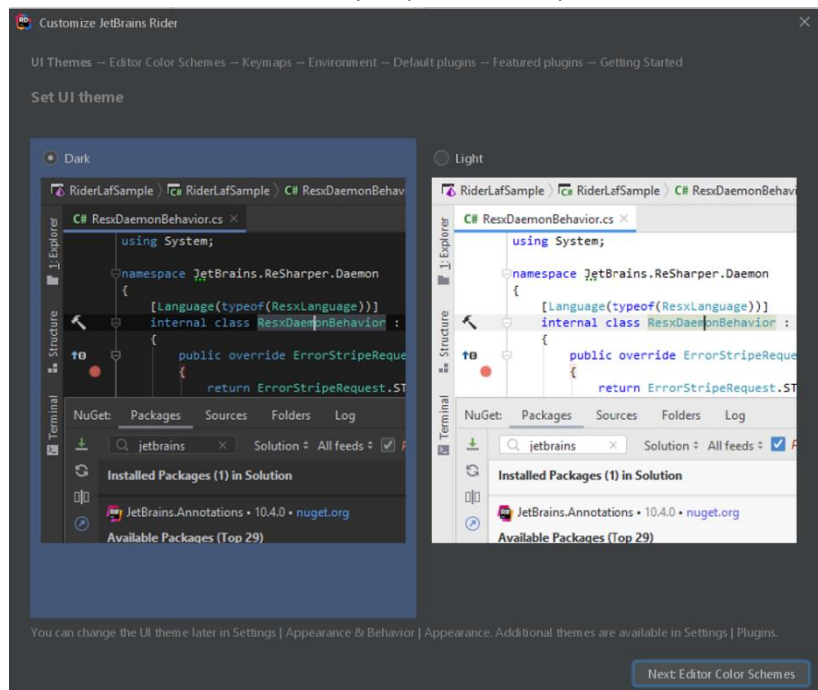 Customize JetBrains Rider
UI Themes → Editor Color Schemes → Keymaps → Environment → Default plugins → Featured plugins → Getting Started
Set UI theme
Dark
RiderLafSample 〉 RiderLafSample 〉 C# ResxDaemonBehav
C# ResxDaemonBehavior.cs ×
1: Explorer
Structure
Terminal
using System;
namespace JetBrains.ReSharper.Daemon
{
[Language(typeof(ResxLanguage))]
internal class ResxDaemonBehavior :
{
public override ErrorStripeReque
{
return ErrorStripeRequest.ST
NuGet: Packages Sources Folders Log
jetbrains × Solution All feeds
Installed Packages (1) in Solution
JetBrains.Annotations • 10.4.0 • nuget.org
Available Packages (Top 29)
Light
RiderLafSample 〉 RiderLafSample 〉 C# ResxDaemonBehavi
C# ResxDaemonBehavior.cs ×
1: Explorer
Structure
Terminal
using System;
namespace JetBrains.ReSharper.Daemon
{
[Language(typeof(ResxLanguage))]
internal class ResxDaemonBehavior :
{
public override ErrorStripeReque
{
return ErrorStripeRequest.ST
NuGet: Packages Sources Folders Log
jetbrains × Solution All feeds
Installed Packages (1) in Solution
JetBrains.Annotations • 10.4.0 • nuget.org
Available Packages (Top 29)
You can change the UI theme later in Settings | Appearance & Behavior | Appearance. Additional themes are available in Settings | Plugins.
Next: Editor Color Schemes